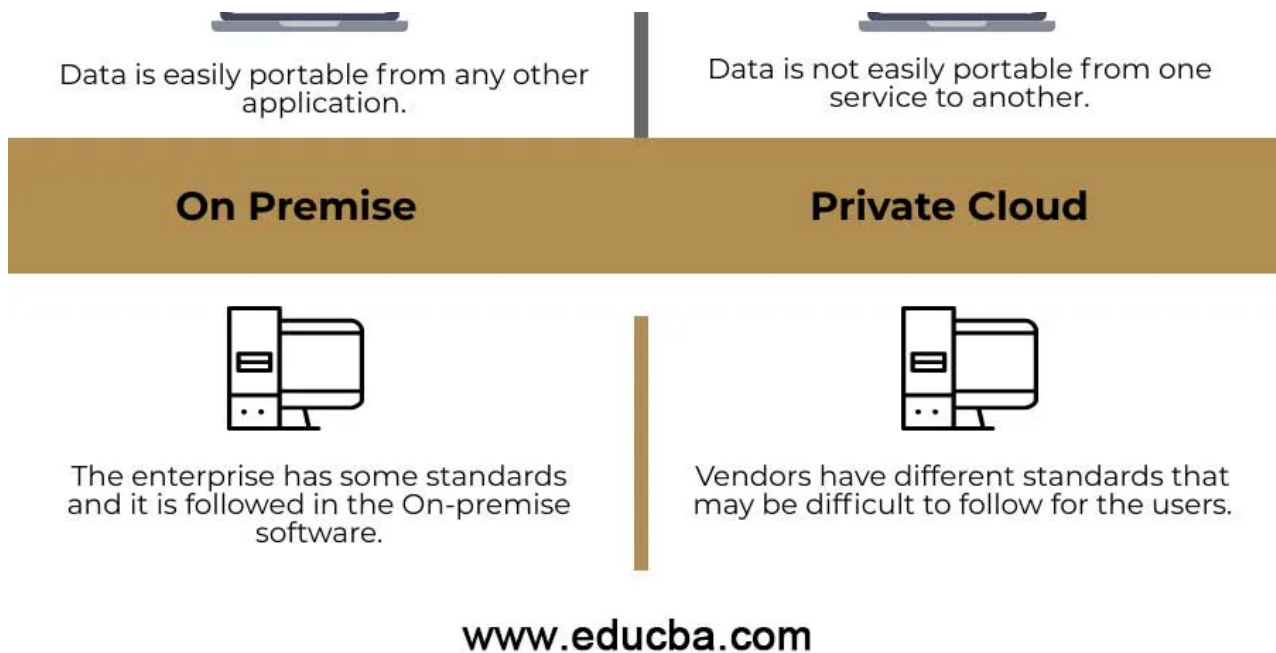 Data is easily portable from any other
application.
Data is not easily portable from one
service to another.
On Premise
Private Cloud
The enterprise has some standards
and it is followed in the On-premise
software.
Vendors have different standards that
may be difficult to follow for the users.
www.educba.com